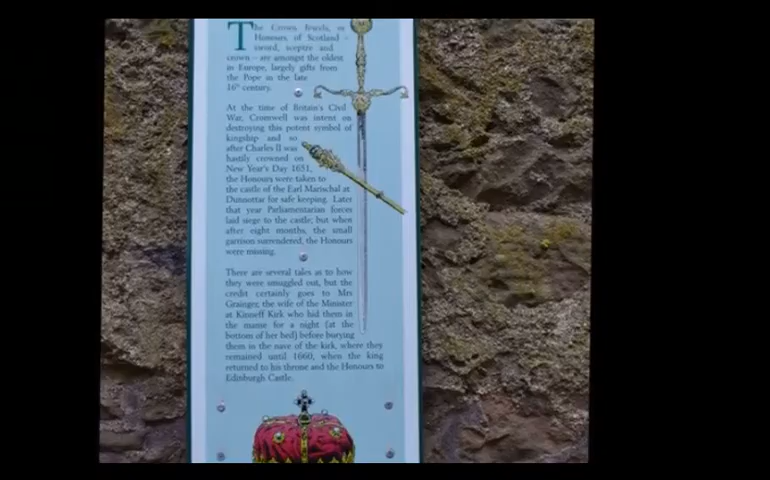 The Crown Jewels, or
Honours of Scotland –
sword, sceptre and
crown – are amongst the oldest
in Europe, largely gifts from
the Pope in the late
16th century.
At the time of Britain's Civil
War, Cromwell was intent on
destroying this potent symbol of
kingship and so
after Charles II was
hastily crowned on
New Year's Day 1651,
the Honours were taken to
the castle of the Earl Marischal at
Dunnottar for safe keeping. Later
that year Parliamentarian forces
laid siege to the castle; but when
after eight months, the small
garrison surrendered, the Honours
were missing.
There are several tales as to how
they were smuggled out, but the
credit certainly goes to Mrs
Grainger, the wife of the Minister
at Kinneff Kirk who hid them in
the manse for a night (at the
bottom of her bed) before burying
them in the nave of the kirk, where they
remained until 1660, when the king
returned to his throne and the Honours to
Edinburgh Castle.